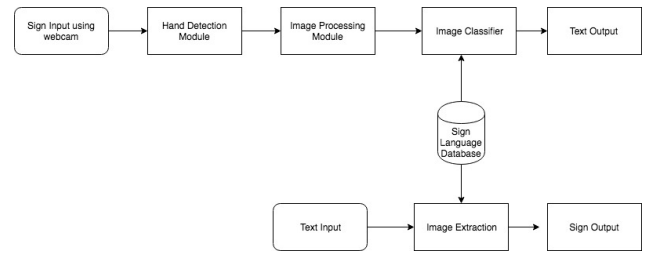 Sign Input using
webcam
Hand Detection
Module
Image Processing
Module
Image Classifier
Text Output
Sign
Language
Database
Text Input
Image Extraction
Sign Output